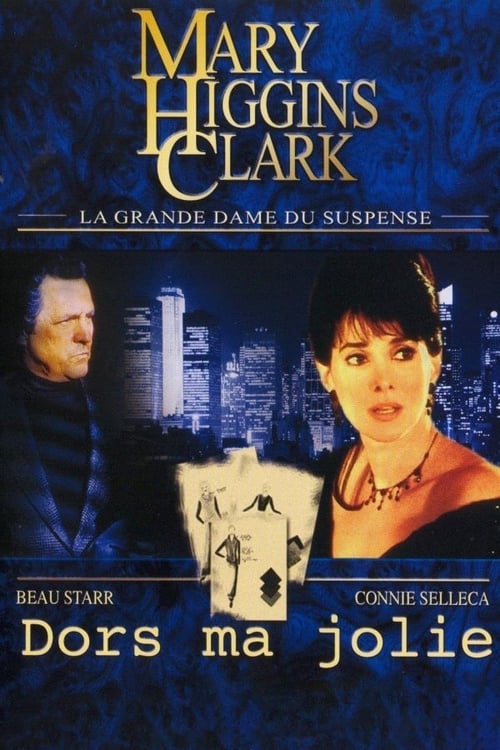 MARY
HIGGINS
CLARK
LA GRANDE DAME DU SUSPENSE
BEAU STARR
CONNIE SELLECA
Dors ma jolie